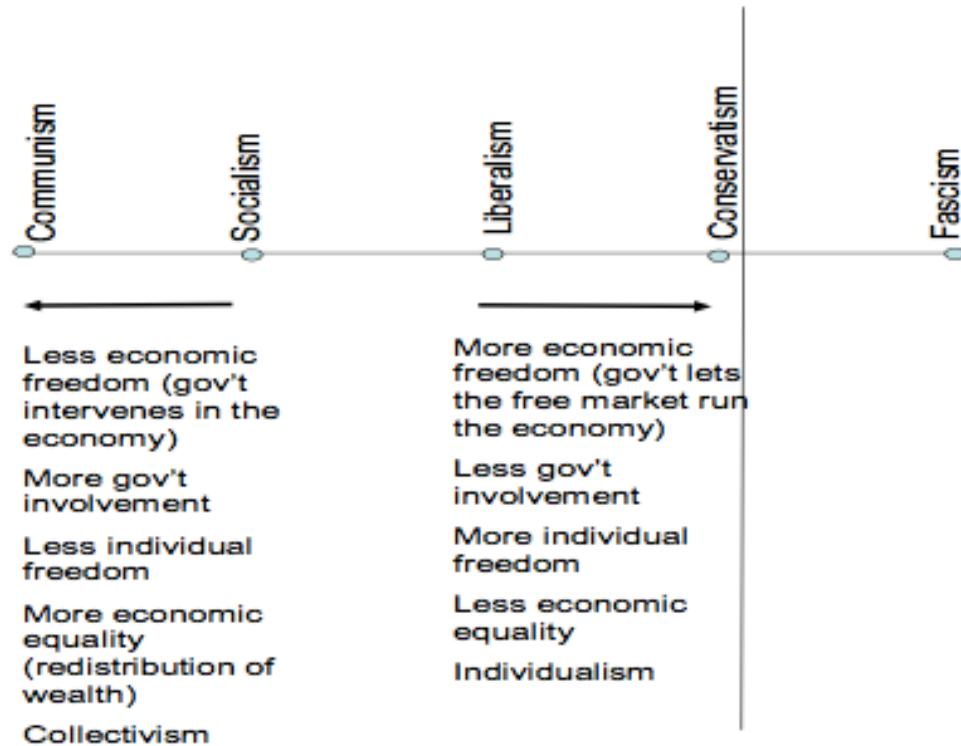 Communism
Socialism
Liberalism
Conservatism
Fascism
Less economic
freedom (gov't
intervenes in the
economy)
More gov't
involvement
Less individual
freedom
More economic
equality
(redistribution of
wealth)
Collectivism
More economic
freedom (gov't lets
the free market run
the economy)
Less gov't
involvement
More individual
freedom
Less economic
equality
Individualism